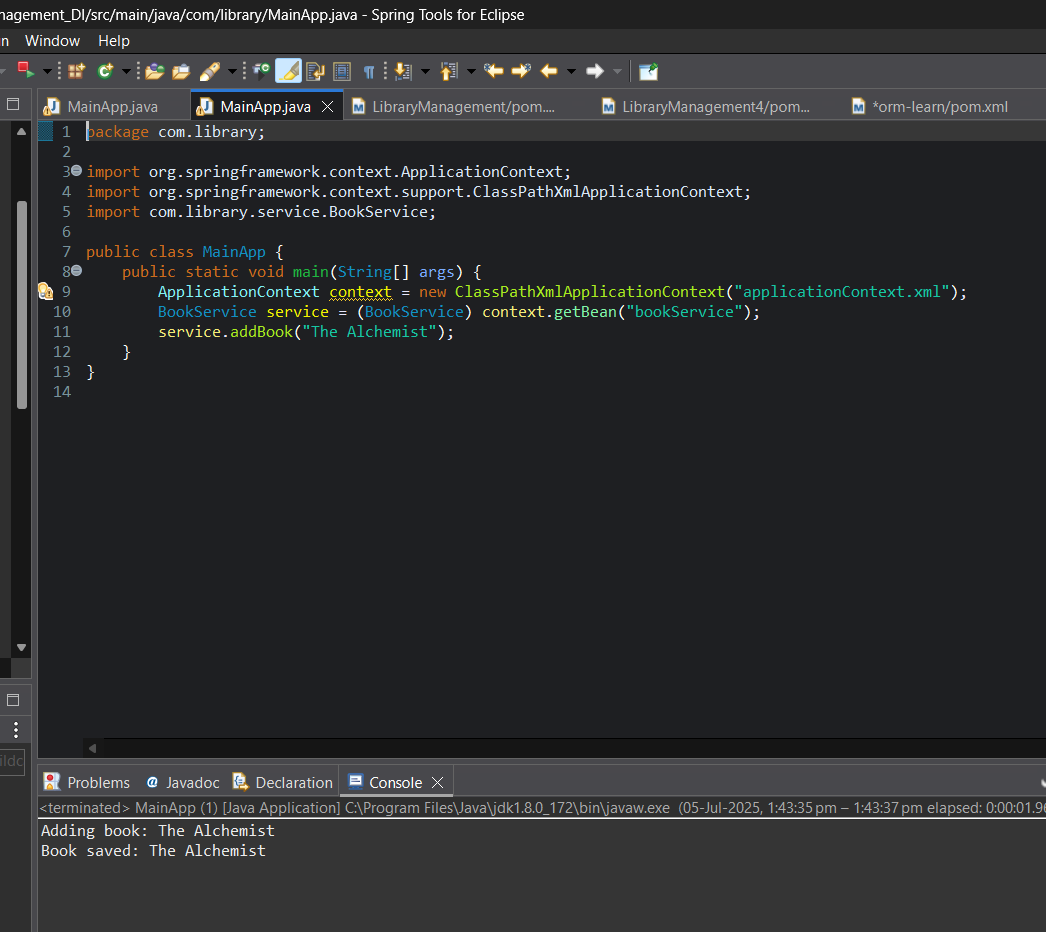 nagement_DI/src/main/java/com/library/MainApp.java - Spring Tools for Eclipse
n Window Help
MainApp.java MainApp.java LibraryManagement/pom.... LibraryManagement4/pom... *orm-learn/pom.xml
1 package com.library;
2
3 import org.springframework.context.ApplicationContext;
4 import org.springframework.context.support.ClassPathXmlApplicationContext;
5 import com.library.service.BookService;
6
7 public class MainApp {
8 public static void main(String[] args) {
9 ApplicationContext context = new ClassPathXmlApplicationContext("applicationContext.xml");
10 BookService service = (BookService) context.getBean("bookService");
11 service.addBook("The Alchemist");
12 }
13 }
14
ildc
Problems @ Javadoc Declaration Console
<terminated> MainApp (1) [Java Application] C:\Program Files\Java\jdk1.8.0_172\bin\javaw.exe (05-Jul-2025, 1:43:35 pm – 1:43:37 pm elapsed: 0:00:01.9
Adding book: The Alchemist
Book saved: The Alchemist